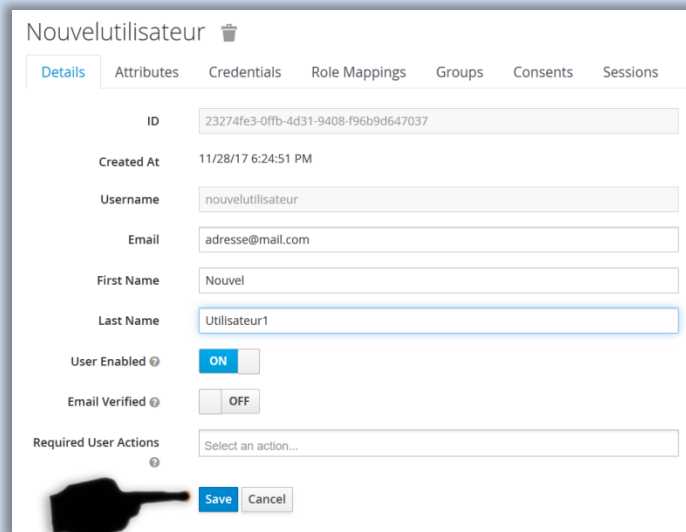 Nouvelutilisateur
Details Attributes Credentials Role Mappings Groups Consents Sessions
ID 23274fe3-0ffb-4d31-9408-f96b9d647037
Created At 11/28/17 6:24:51 PM
Username nouvelutilisateur
Email adresse@mail.com
First Name Nouvel
Last Name Utilisateur1
User Enabled ON
Email Verified OFF
Required User Actions Select an action...
Save Cancel